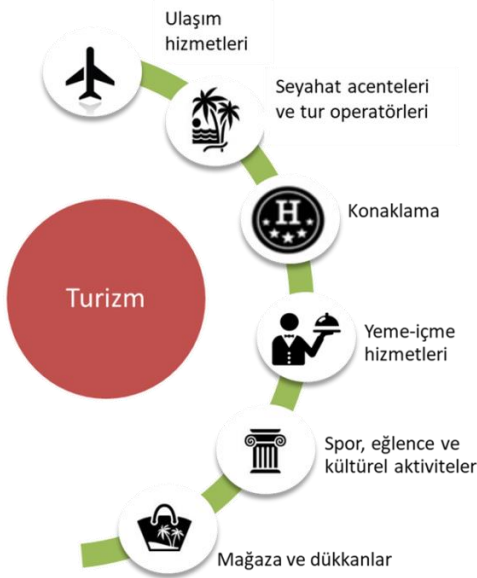 Ulaşım
hizmetleri
Seyahat acenteleri
ve tur operatörleri
H
Konaklama
Turizm
Yeme-içme
hizmetleri
Spor, eğlence ve
kültürel aktiviteler
Mağaza ve dükkanlar